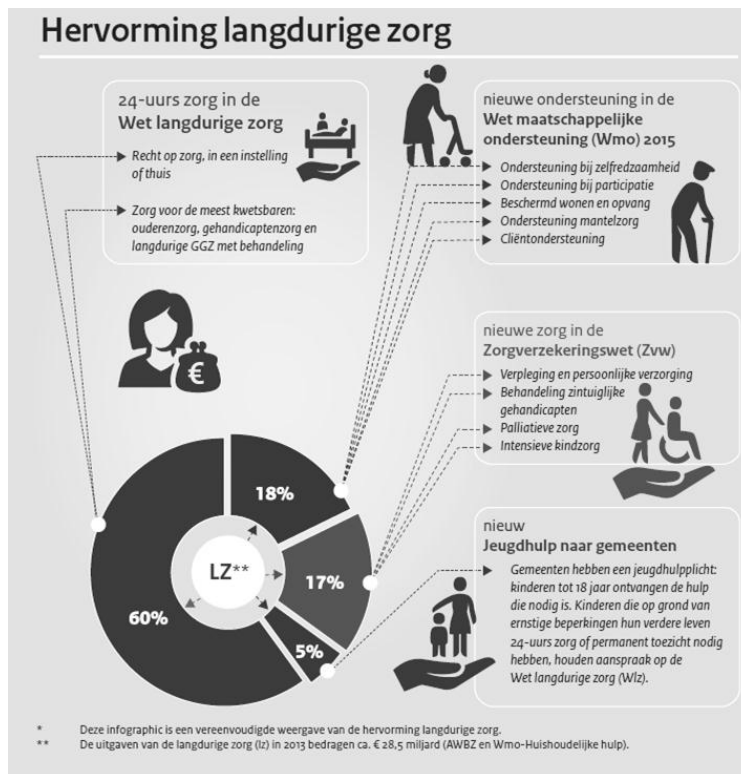 Hervorming langdurige zorg
24-uurs zorg in de
Wet langdurige zorg
Recht op zorg, in een instelling
of thuis
Zorg voor de meest kwetsbaren:
ouderenzorg, gehandicaptenzorg en
langdurige GGZ met behandeling
nieuwe ondersteuning in de
Wet maatschappelijke
ondersteuning (Wmo) 2015
Ondersteuning bij zelfredzaamheid
Ondersteuning bij participatie
Beschermd wonen en opvang
Ondersteuning mantelzorg
Cliëntondersteuning
€
nieuwe zorg in de
Zorgverzekeringswet (Zvw)
Verpleging en persoonlijke verzorging
Behandeling zintuiglijke
gehandicapten
Palliatieve zorg
Intensieve kindzorg
18%
LZ**
17%
60%
5%
nieuw
Jeugdhulp naar gemeenten
Gemeenten hebben een jeugdhulpplicht:
kinderen tot 18 jaar ontvangen de hulp
die nodig is. Kinderen die op grond van
ernstige beperkingen hun verdere leven
24-uurs zorg of permanent toezicht nodig
hebben, houden aanspraak op de
Wet langdurige zorg (Wlz).
* Deze infographic is een vereenvoudigde weergave van de hervorming langdurige zorg.
** De uitgaven van de langdurige zorg (lz) in 2013 bedragen ca. € 28,5 miljard (AWBZ en Wmo-Huishoudelijke hulp).